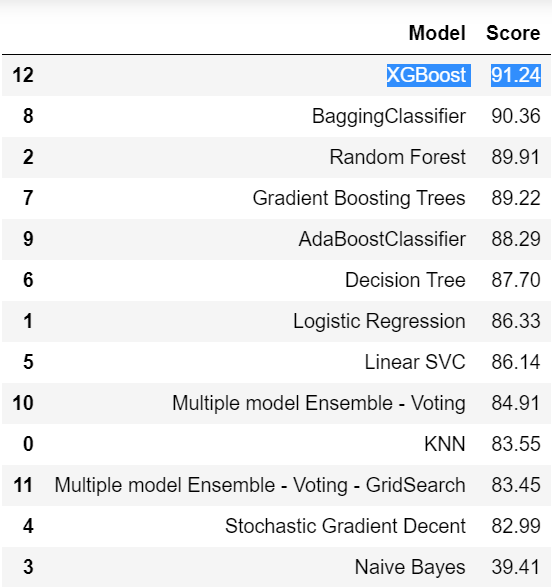 Model Score
12 XGBoost 91.24
8 BaggingClassifier 90.36
2 Random Forest 89.91
7 Gradient Boosting Trees 89.22
9 AdaBoostClassifier 88.29
6 Decision Tree 87.70
1 Logistic Regression 86.33
5 Linear SVC 86.14
10 Multiple model Ensemble - Voting 84.91
0 KNN 83.55
11 Multiple model Ensemble - Voting - GridSearch 83.45
4 Stochastic Gradient Decent 82.99
3 Naive Bayes 39.41